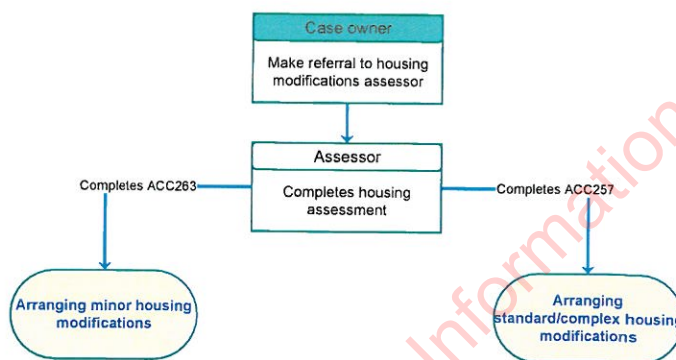 Case owner
Make referral to housing
modifications assessor
Assessor
Completes housing
assessment
Completes ACC263
Completes ACC257
Arranging minor housing
modifications
Arranging
standard/complex housing
modifications
Information